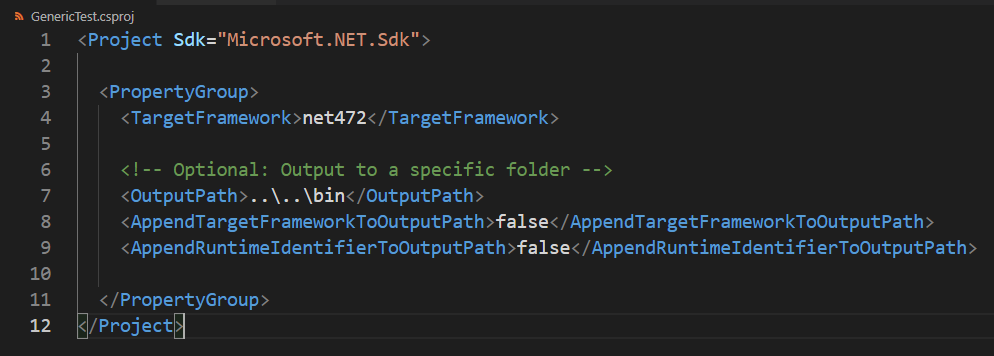 GenericTest.csproj
1 <Project Sdk="Microsoft.NET.Sdk">
2
3 <PropertyGroup>
4 <TargetFramework>net472</TargetFramework>
5
6 <!-- Optional: Output to a specific folder -->
7 <OutputPath>..\..\bin</OutputPath>
8 <AppendTargetFrameworkToOutputPath>false</AppendTargetFrameworkToOutputPath>
9 <AppendRuntimeIdentifierToOutputPath>false</AppendRuntimeIdentifierToOutputPath>
10
11 </PropertyGroup>
12 </Project>